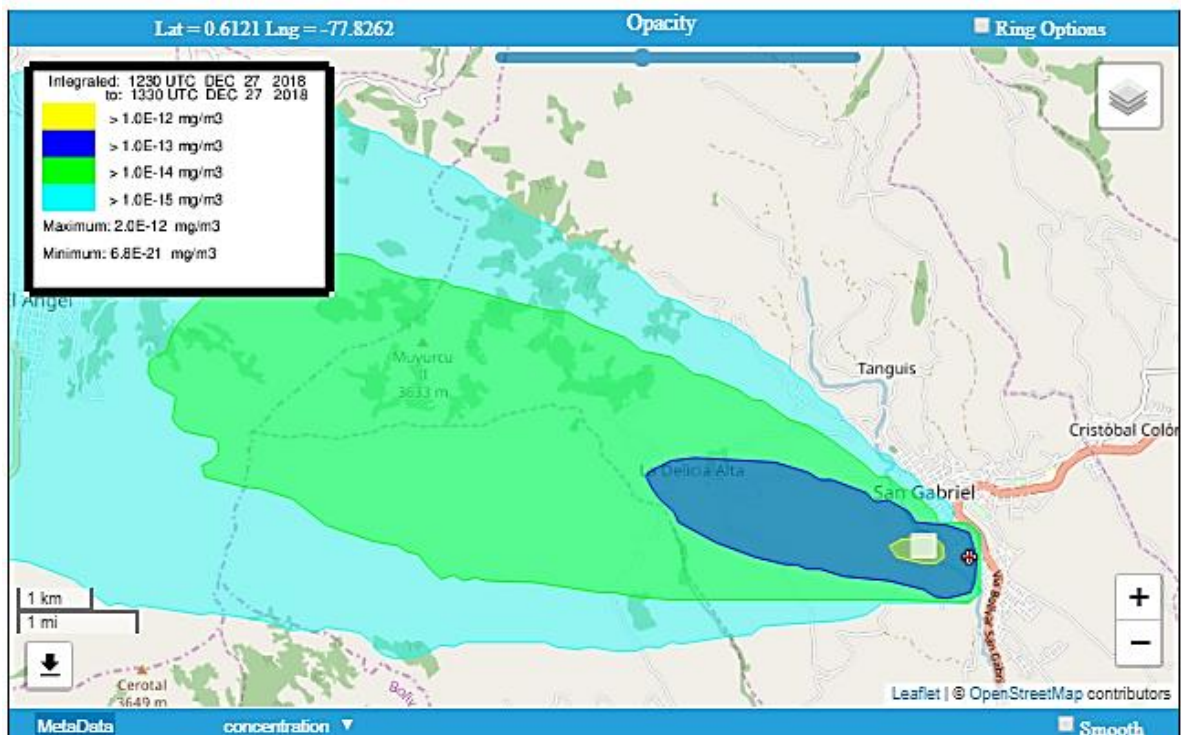 Lat = 0.6121 Lng = -77.8262
Opacity
Ring Options
Integraled: 1230 UTC DEC 27 2018
to: 1330 UTC DEC 27 2018
> 1.0E-12 mg/m3
> 1.0E-13 mg/m3
> 1.0E-14 mg/m3
> 1.0E-15 mg/m3
Maximum: 2.0E-12 mg/m3
Minimum: 6.8E-21 mg/m3
l Angel
Muyurcu
II
3633 m
Tanguis
Cristóbal Colón
La Delicia Alta
San Gabriel
1 km
1 mi
+
−
Cerotal
3649 m
Leaflet | © OpenStreetMap contributors
MetaData
concentration ▼
Smooth